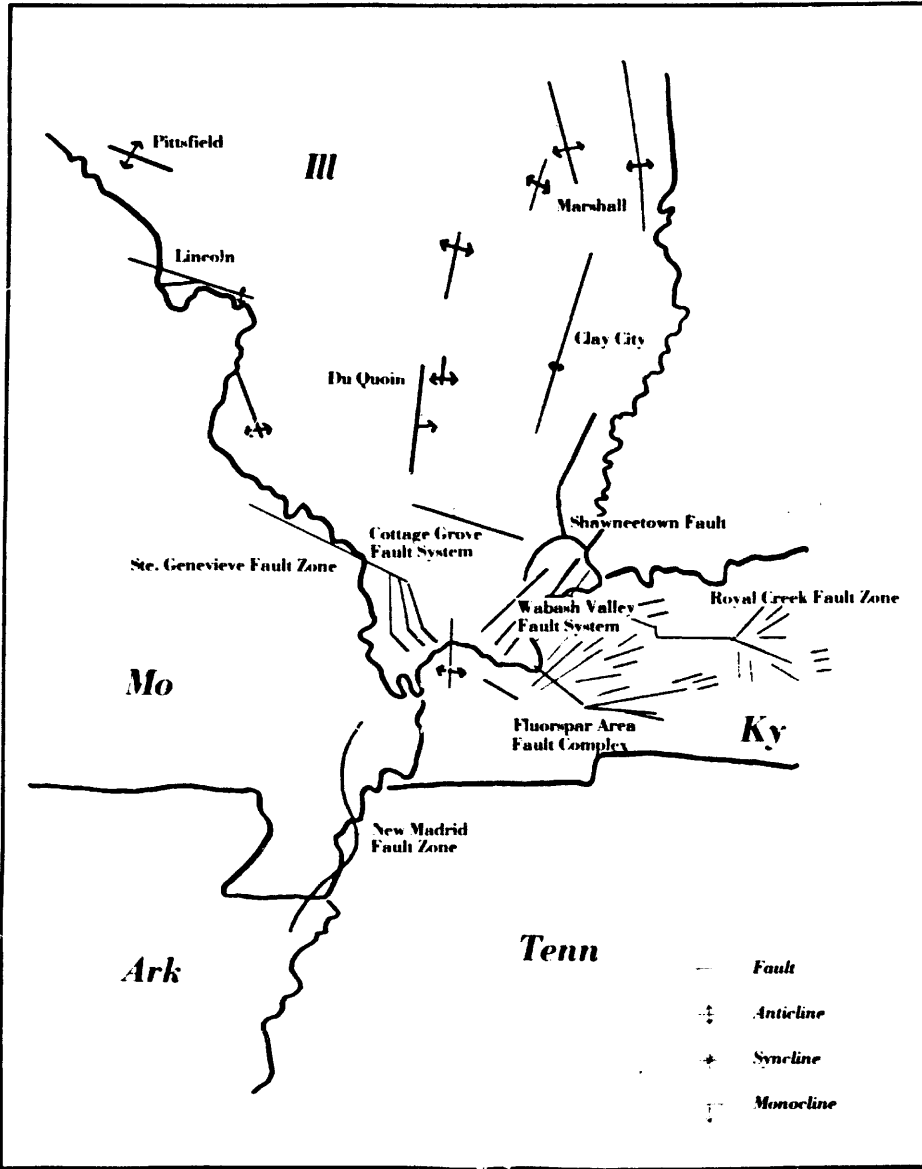 Pittsfield
Ill
Marshall
Lincoln
Clay City
Du Quoin
Shawneetown Fault
Cottage Grove
Fault System
Ste. Genevieve Fault Zone
Wabash Valley
Fault System
Royal Creek Fault Zone
Mo
Fluorspar Area
Fault Complex
Ky
New Madrid
Fault Zone
Ark
Tenn
Fault
Anticline
Syncline
Monocline